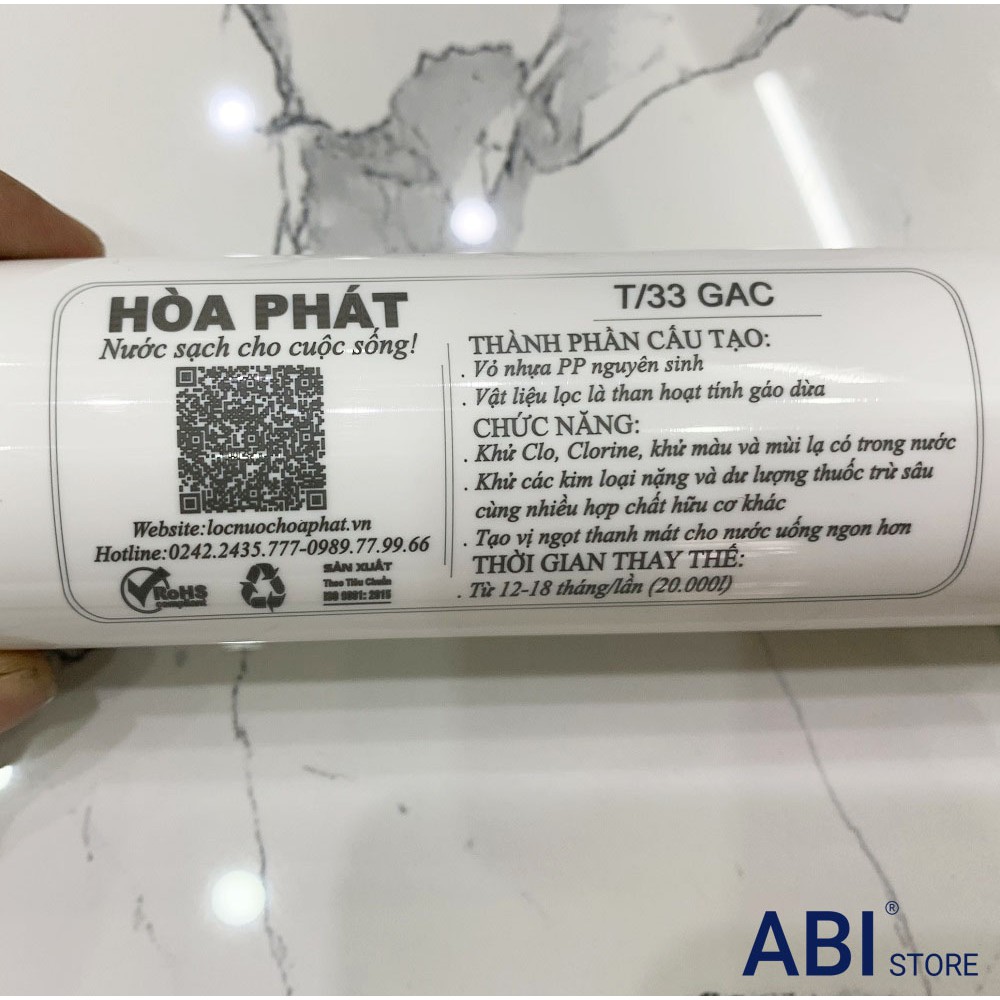 HÒA PHÁT
Nước sạch cho cuộc sống!
Website:locnuochoaphat.vn
Hotline:0242.2435.777-0989.77.99.66
RoHS
compliant
SẢN XUẤT
Theo Tiêu Chuẩn
ISO 9001: 2015
T/33 GAC
THÀNH PHẦN CẤU TẠO:
. Vỏ nhựa PP nguyên sinh
. Vật liệu lọc là than hoạt tính gáo dừa
CHỨC NĂNG:
. Khử Clo, Clorine, khử màu và mùi lạ có trong nước
. Khử các kim loại nặng và dư lượng thuốc trừ sâu
cùng nhiều hợp chất hữu cơ khác
. Tạo vị ngọt thanh mát cho nước uống ngon hơn
THỜI GIAN THAY THẾ:
. Từ 12-18 tháng/lần (20.000l)
ABI®
STORE